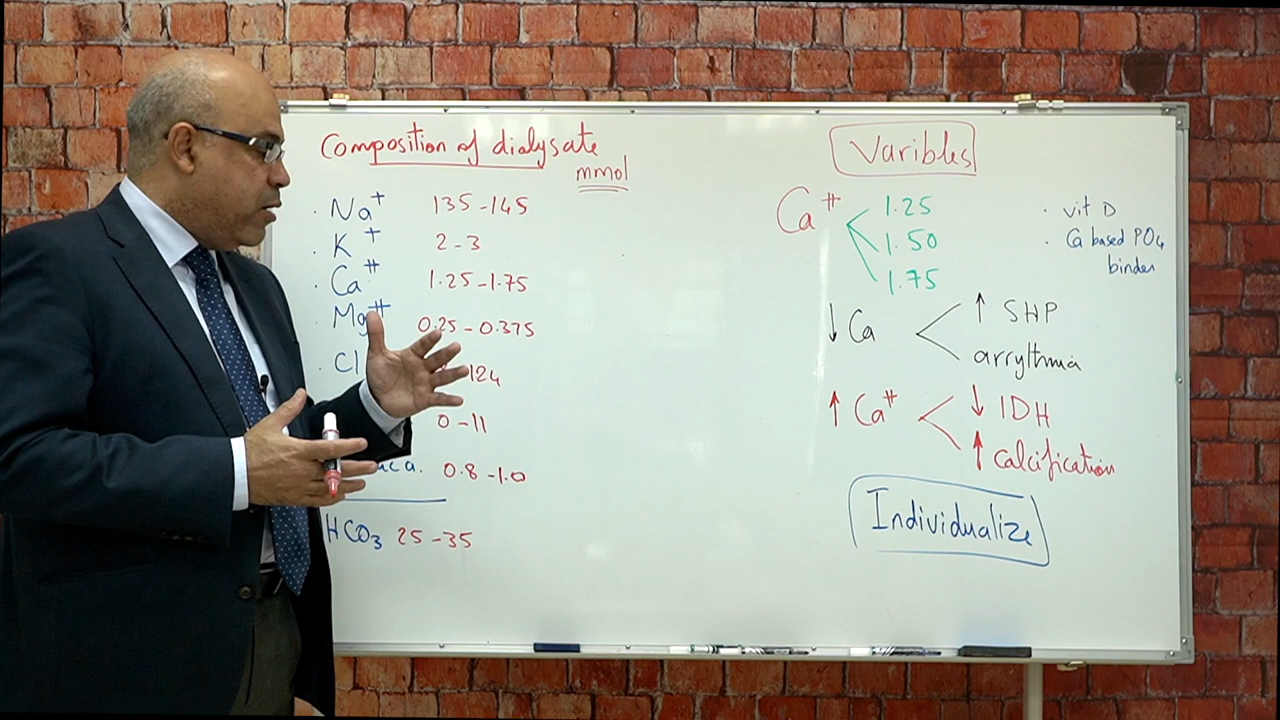 Composition of dialysate
mmol
. Na+ 135-145
. K+ 2-3
. Ca++ 1.25-1.75
. Mg++ 0.25-0.375
. Cl 124
0-11
0.8-1.0
HCO3 25-35
Varibles
Ca++ 1.25
1.50
1.75
. vit D
. Ca based PO4
binder
↓ Ca ↑ SHP
arrythmia
↑ Ca++ ↓ IDH
↑ calcification
Individualize